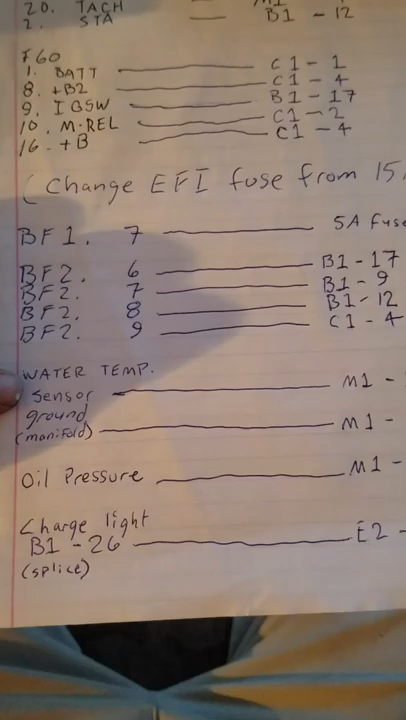 20. TACH —— M1 -
2. STA —— B1 - 12
F60
1. BATT —— C1 - 1
8. +B2 —— C1 - 4
9. IGSW —— B1 - 17
10. M-REL —— C1 - 2
16. +B —— C1 - 4
(Change EFI fuse from 15
BF1. 7 —— 5A fuse
BF2. 6 —— B1 - 17
BF2. 7 —— B1 - 9
BF2. 8 —— B1 - 12
BF2. 9 —— C1 - 4
WATER TEMP.
Sensor —— M1 -
ground
(manifold) —— M1 -
Oil Pressure —— M1 -
Charge light
B1 - 26 —— E2 -
(splice)